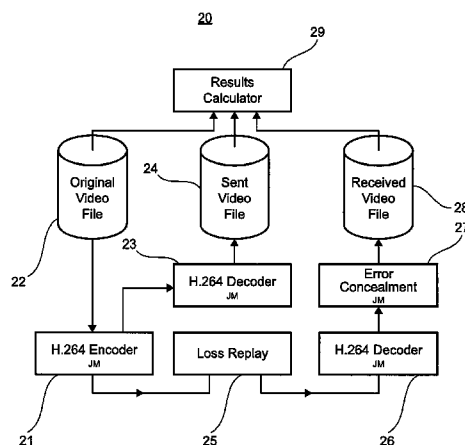 20
29
Results
Calculator
24
Original
Video
File
Sent
Video
File
Received
Video
File
28
27
23
22
H.264 Decoder
JM
Error
Concealment
JM
H.264 Encoder
JM
Loss Replay
H.264 Decoder
JM
21
25
26